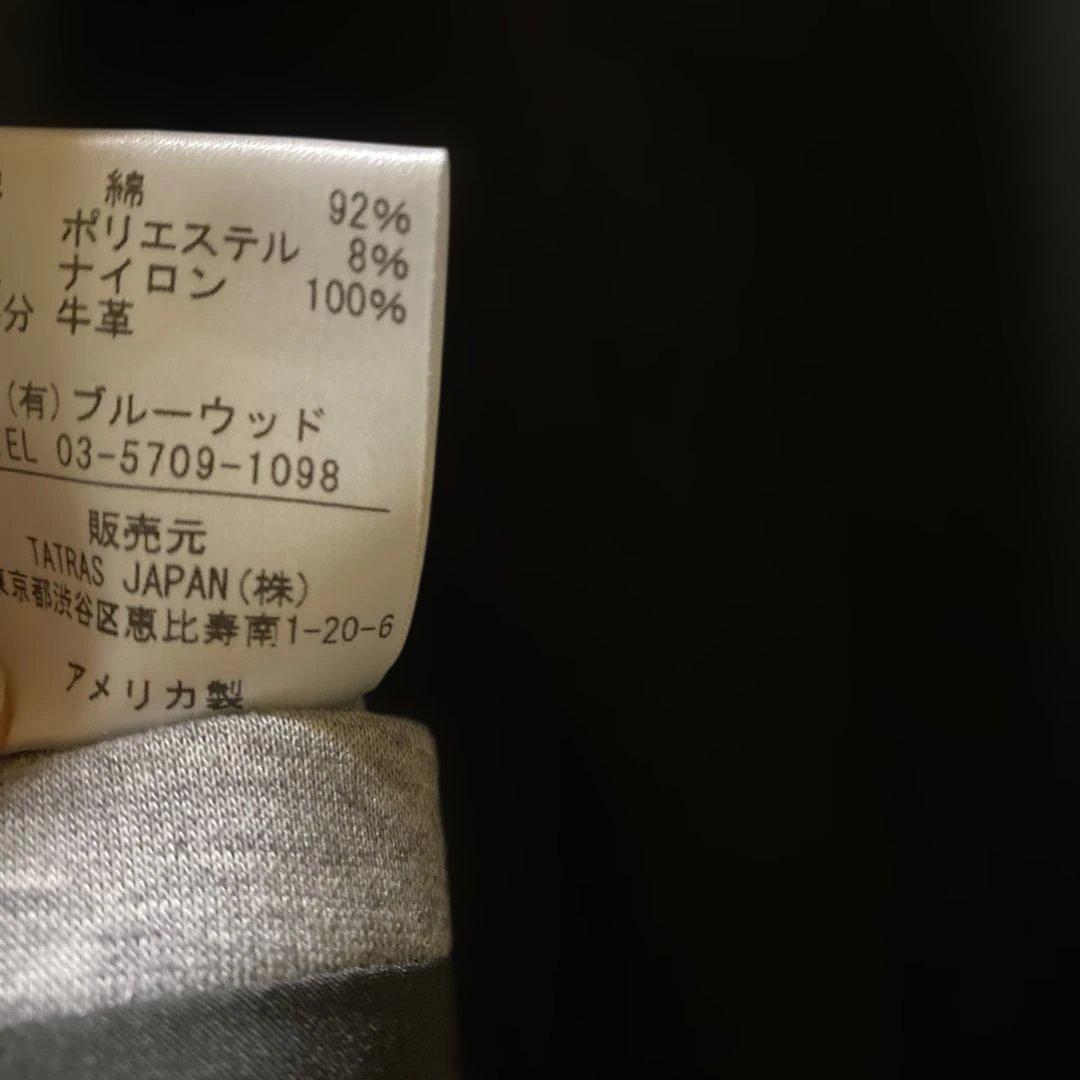 綿 92%
ポリエステル 8%
ナイロン 100%
分 牛革
(有)ブルーウッド
EL 03-5709-1098
販売元
TATRAS JAPAN(株)
東京都渋谷区恵比寿南1-20-6
アメリカ製